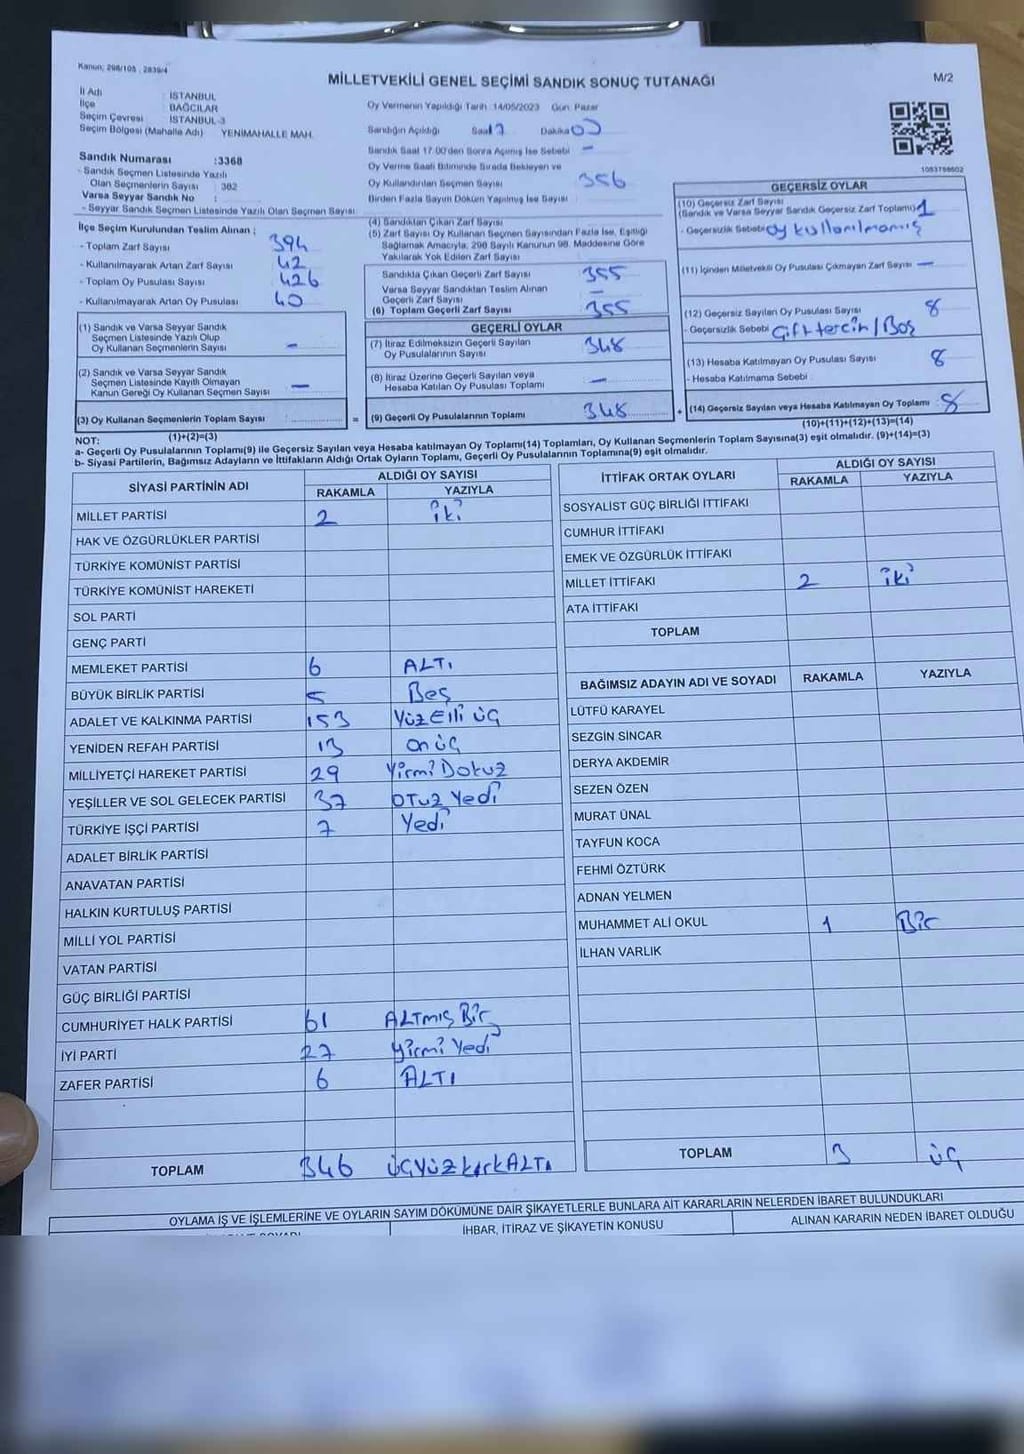 Kanun; 298/105 , 2839/4
MİLLETVEKİLİ GENEL SEÇİMİ SANDIK SONUÇ TUTANAĞI
M/2
İl Adı : İSTANBUL
İlçe : BAĞCILAR
Seçim Çevresi : İSTANBUL-3
Seçim Bölgesi (Mahalle Adı) YENİMAHALLE MAH.
Oy Vermenin Yapıldığı Tarih :14/05/2023 Gün: Pazar
Sandığın Açıldığı Saat 17 Dakika
Sandık Saat 17:00'den Sonra Açılmış İse Sebebi –
Oy Verme Saati Bitiminde Sırada Bekleyen ve
Oy Kullandırılan Seçmen Sayısı 356
Birden Fazla Sayım Döküm Yapılmış İse Sayısı
1053756602
Sandık Numarası :3368
- Sandık Seçmen Listesinde Yazılı
Olan Seçmenlerin Sayısı : 382
Varsa Seyyar Sandık No :
- Seyyar Sandık Seçmen Listesinde Yazılı Olan Seçmen Sayısı
İlçe Seçim Kurulundan Teslim Alınan ;
- Toplam Zarf Sayısı 394
- Kullanılmayarak Artan Zarf Sayısı 42
- Toplam Oy Pusulası Sayısı 426
- Kullanılmayarak Artan Oy Pusulası 40
(4) Sandıktan Çıkan Zarf Sayısı
(5) Zarf Sayısı Oy Kullanan Seçmen Sayısından Fazla İse, Eşitliği
Sağlamak Amacıyla, 298 Sayılı Kanunun 98. Maddesine Göre
Yakılarak Yok Edilen Zarf Sayısı
Sandıkta Çıkan Geçerli Zarf Sayısı 355
Varsa Seyyar Sandıktan Teslim Alınan
Geçerli Zarf Sayısı –
(6) Toplam Geçerli Zarf Sayısı 355
GEÇERSİZ OYLAR
(10) Geçersiz Zarf Sayısı
(Sandık ve Varsa Seyyar Sandık Geçersiz Zarf Toplamı) 1
- Geçersizlik Sebebi oy kullanılmamış
(11) İçinden Milletvekili Oy Pusulası Çıkmayan Zarf Sayısı –
(12) Geçersiz Sayılan Oy Pusulası Sayısı 8
- Geçersizlik Sebebi Çift tercih / Boş
(13) Hesaba Katılmayan Oy Pusulası Sayısı 8
- Hesaba Katılmama Sebebi
(14) Geçersiz Sayılan veya Hesaba Katılmayan Oy Toplamı : 8
(10)+(11)+(12)+(13)=(14)
(1) Sandık ve Varsa Seyyar Sandık
Seçmen Listesinde Yazılı Olup
Oy Kullanan Seçmenlerin Sayısı –
(2) Sandık ve Varsa Seyyar Sandık
Seçmen Listesinde Kayıtlı Olmayan
Kanun Gereği Oy Kullanan Seçmen Sayısı –
(3) Oy Kullanan Seçmenlerin Toplam Sayısı : =
(1)+(2)=(3)
GEÇERLİ OYLAR
(7) İtiraz Edilmeksizin Geçerli Sayılan
Oy Pusulalarının Sayısı 348
(8) İtiraz Üzerine Geçerli Sayılan veya
Hesaba Katılan Oy Pusulası Toplamı –
(9) Geçerli Oy Pusulalarının Toplamı 348 +
NOT:
a- Geçerli Oy Pusulalarının Toplamı(9) ile Geçersiz Sayılan veya Hesaba katılmayan Oy Toplamı(14) Toplamları, Oy Kullanan Seçmenlerin Toplam Sayısına(3) eşit olmalıdır. (9)+(14)=(3)
b- Siyasi Partilerin, Bağımsız Adayların ve İttifakların Aldığı Ortak Oyların Toplamı, Geçerli Oy Pusulalarının Toplamına(9) eşit olmalıdır.
SİYASİ PARTİNİN ADI
ALDIĞI OY SAYISI
RAKAMLA YAZIYLA
MİLLET PARTİSİ 2 iki
HAK VE ÖZGÜRLÜKLER PARTİSİ
TÜRKİYE KOMÜNİST PARTİSİ
TÜRKİYE KOMÜNİST HAREKETİ
SOL PARTİ
GENÇ PARTİ
MEMLEKET PARTİSİ 6 ALTI
BÜYÜK BİRLİK PARTİSİ 5 Beş
ADALET VE KALKINMA PARTİSİ 153 Yüz Elli üç
YENİDEN REFAH PARTİSİ 13 on üç
MİLLİYETÇİ HAREKET PARTİSİ 29 Yirmi Dokuz
YEŞİLLER VE SOL GELECEK PARTİSİ 37 OTuz Yedi
TÜRKİYE İŞÇİ PARTİSİ 7 Yedi
ADALET BİRLİK PARTİSİ
ANAVATAN PARTİSİ
HALKIN KURTULUŞ PARTİSİ
MİLLİ YOL PARTİSİ
VATAN PARTİSİ
GÜÇ BİRLİĞİ PARTİSİ
CUMHURİYET HALK PARTİSİ 61 ALTmış Bir
İYİ PARTİ 27 Yirmi Yedi
ZAFER PARTİSİ 6 ALTI
TOPLAM 346 üçyüz kırk ALTı
İTTİFAK ORTAK OYLARI
ALDIĞI OY SAYISI
RAKAMLA YAZIYLA
SOSYALİST GÜÇ BİRLİĞİ İTTİFAKI
CUMHUR İTTİFAKI
EMEK VE ÖZGÜRLÜK İTTİFAKI
MİLLET İTTİFAKI 2 iki
ATA İTTİFAKI
TOPLAM
BAĞIMSIZ ADAYIN ADI VE SOYADI RAKAMLA YAZIYLA
LÜTFÜ KARAYEL
SEZGİN SİNCAR
DERYA AKDEMİR
SEZEN ÖZEN
MURAT ÜNAL
TAYFUN KOCA
FEHMİ ÖZTÜRK
ADNAN YELMEN
MUHAMMET ALİ OKUL 1 Bir
İLHAN VARLIK
TOPLAM 3 üç
OYLAMA İŞ VE İŞLEMLERİNE VE OYLARIN SAYIM DÖKÜMÜNE DAİR ŞİKAYETLERLE BUNLARA AİT KARARLARIN NELERDEN İBARET BULUNDUKLARI
İHBAR, İTİRAZ VE ŞİKAYETİN KONUSU
ALINAN KARARIN NEDEN İBARET OLDUĞU